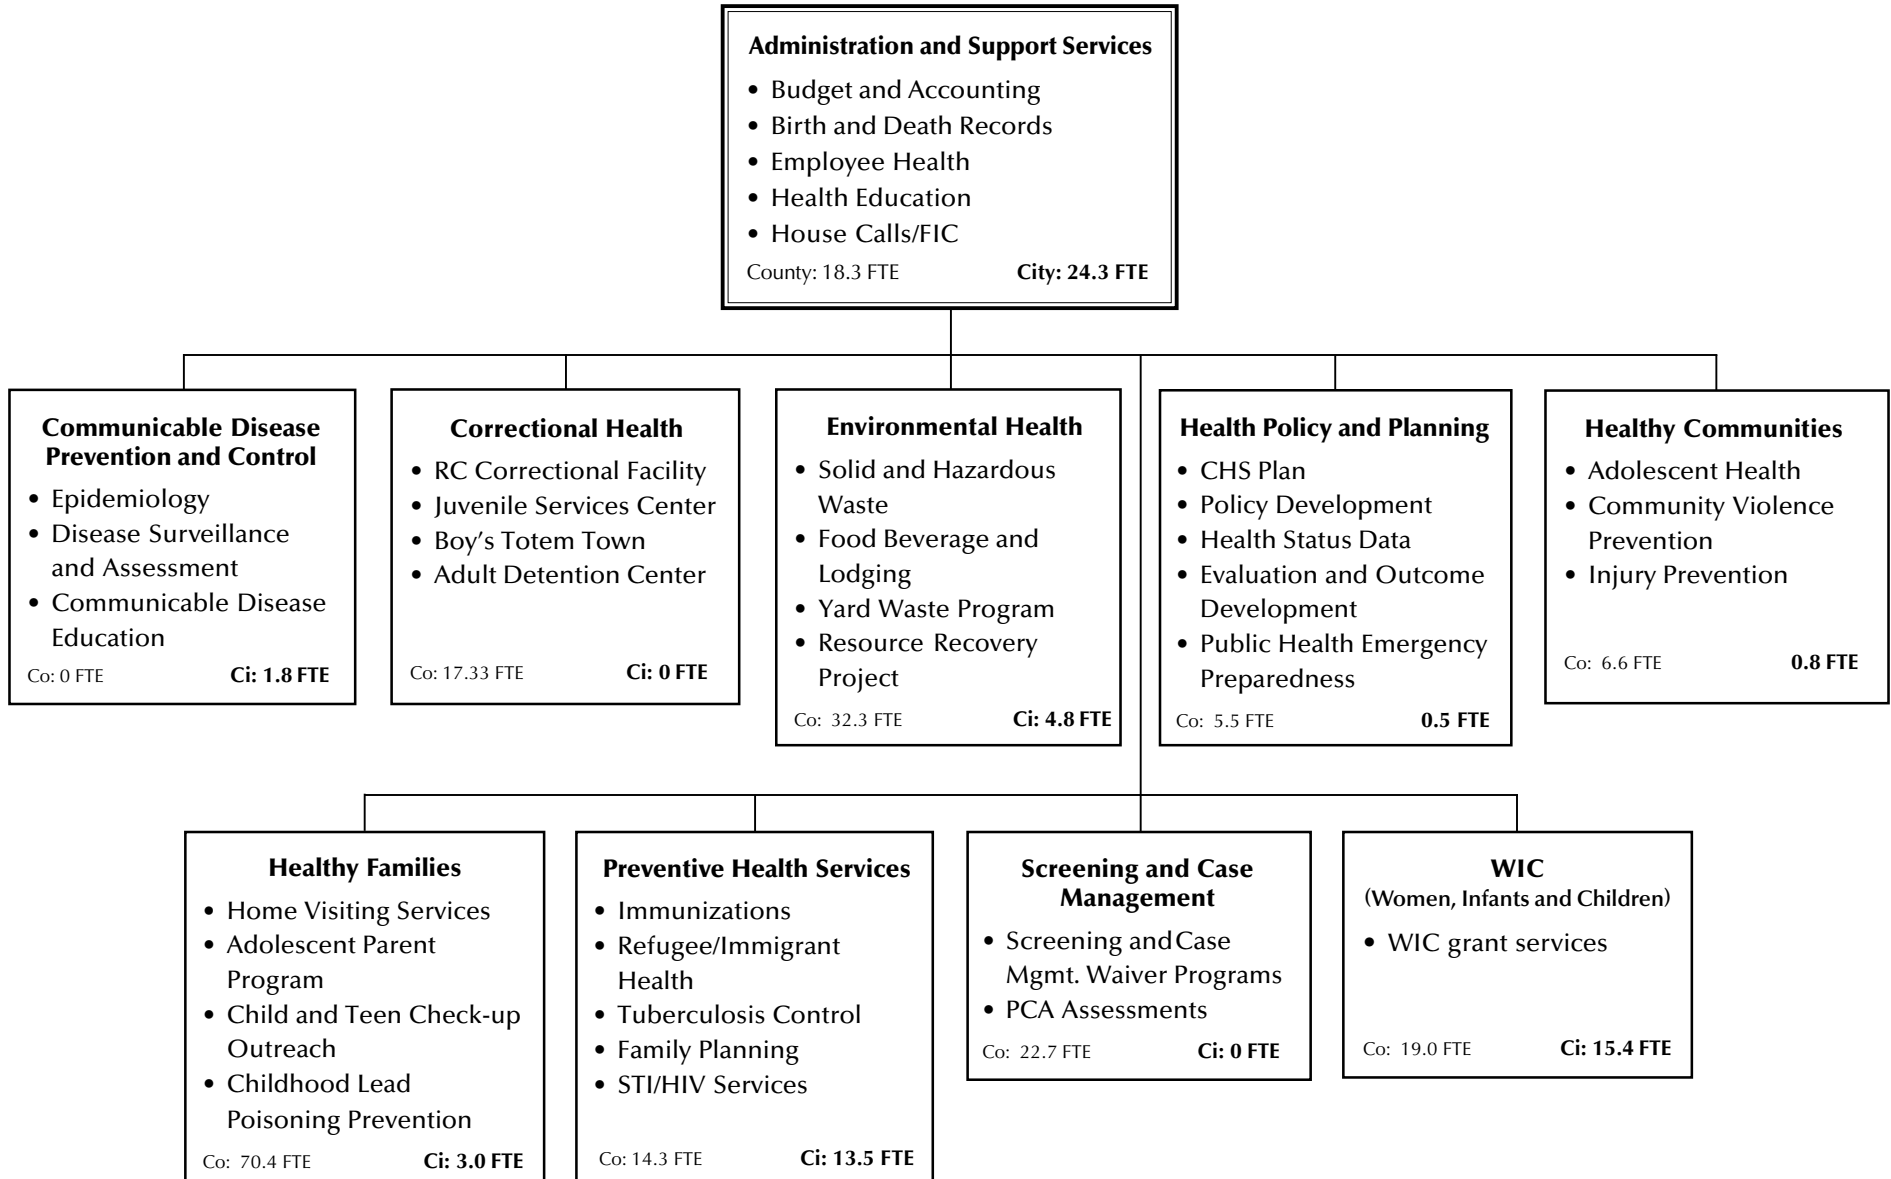 Administration and Support Services
• Budget and Accounting
• Birth and Death Records
• Employee Health
• Health Education
• House Calls/FIC
County: 18.3 FTE City: 24.3 FTE
Communicable Disease
Prevention and Control
• Epidemiology
• Disease Surveillance
and Assessment
• Communicable Disease
Education
Co: 0 FTE Ci: 1.8 FTE
Correctional Health
• RC Correctional Facility
• Juvenile Services Center
• Boy's Totem Town
• Adult Detention Center
Co: 17.33 FTE Ci: 0 FTE
Environmental Health
• Solid and Hazardous
Waste
• Food Beverage and
Lodging
• Yard Waste Program
• Resource Recovery
Project
Co: 32.3 FTE Ci: 4.8 FTE
Health Policy and Planning
• CHS Plan
• Policy Development
• Health Status Data
• Evaluation and Outcome
Development
• Public Health Emergency
Preparedness
Co: 5.5 FTE 0.5 FTE
Healthy Communities
• Adolescent Health
• Community Violence
Prevention
• Injury Prevention
Co: 6.6 FTE 0.8 FTE
Healthy Families
• Home Visiting Services
• Adolescent Parent
Program
• Child and Teen Check-up
Outreach
• Childhood Lead
Poisoning Prevention
Co: 70.4 FTE Ci: 3.0 FTE
Preventive Health Services
• Immunizations
• Refugee/Immigrant
Health
• Tuberculosis Control
• Family Planning
• STI/HIV Services
Co: 14.3 FTE Ci: 13.5 FTE
Screening and Case
Management
• Screening and Case
Mgmt. Waiver Programs
• PCA Assessments
Co: 22.7 FTE Ci: 0 FTE
WIC
(Women, Infants and Children)
• WIC grant services
Co: 19.0 FTE Ci: 15.4 FTE